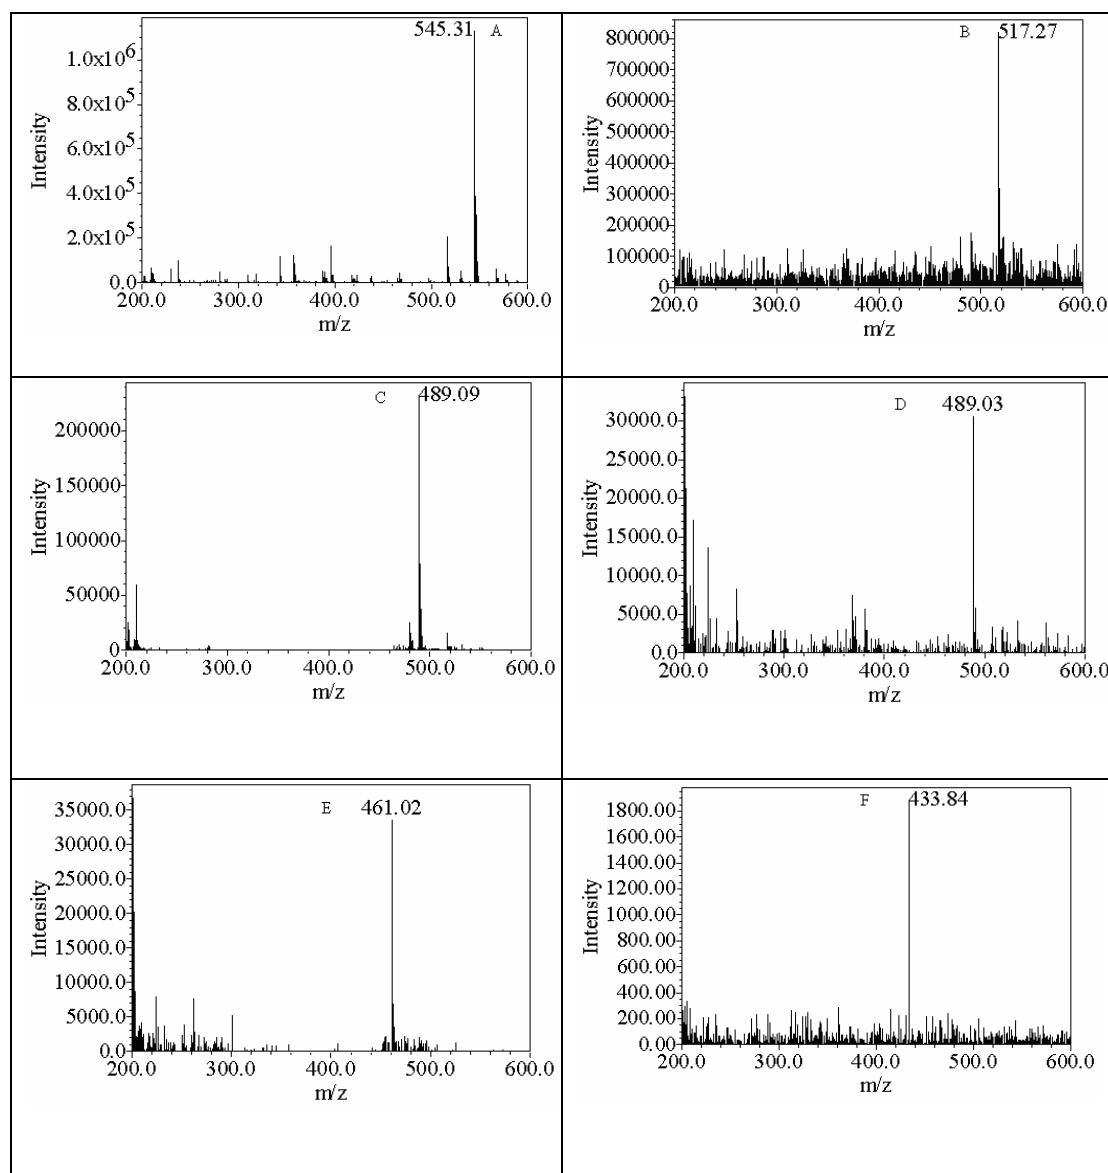 545.31 A
1.0x10^6
8.0x10^5
6.0x10^5
4.0x10^5
2.0x10^5
0.0
Intensity
200.0 300.0 400.0 500.0 600.0
m/z
B 517.27
800000
700000
600000
500000
400000
300000
200000
100000
0
Intensity
200.0 300.0 400.0 500.0 600.0
m/z
C 489.09
200000
150000
100000
50000
0
Intensity
200.0 300.0 400.0 500.0 600.0
m/z
D 489.03
30000.0
25000.0
20000.0
15000.0
10000.0
5000.0
0.0
Intensity
200.0 300.0 400.0 500.0 600.0
m/z
E 461.02
35000.0
30000.0
25000.0
20000.0
15000.0
10000.0
5000.0
0.0
Intensity
200.0 300.0 400.0 500.0 600.0
m/z
F 433.84
1800.00
1600.00
1400.00
1200.00
1000.00
800.00
600.00
400.00
200.00
0.00
Intensity
200.0 300.0 400.0 500.0 600.0
m/z